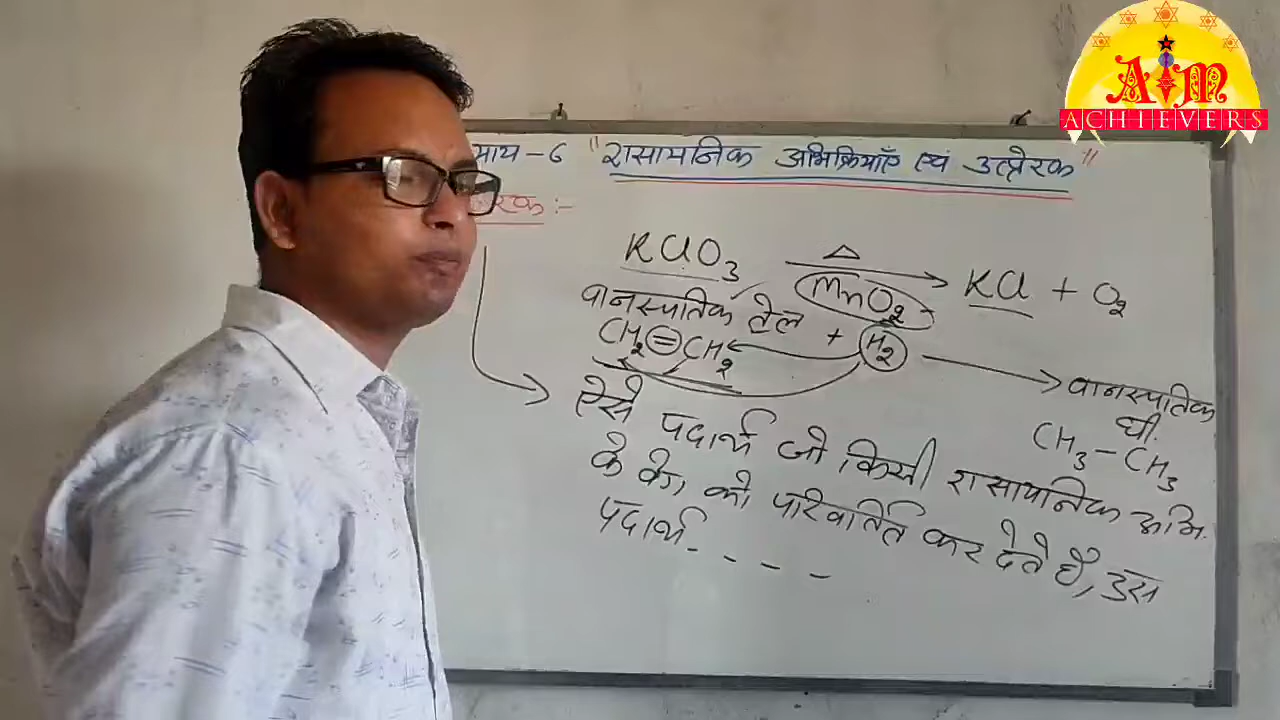 AIM
ACHIEVERS
माय - ६ "रासायनिक अभिक्रियाएँ एवं उत्प्रेरक"
रक :-
KClO₃ Δ MnO₂ → KCl + O₂
वानस्पतिक तेल + H₂ → वानस्पतिक घी.
CH₂=CH₂
CH₃-CH₃
ऐसे पदार्थ जो किसी रासायनिक अभि.
के वेग को परिवर्तित कर देते हैं, उस
पदार्थ - - - -